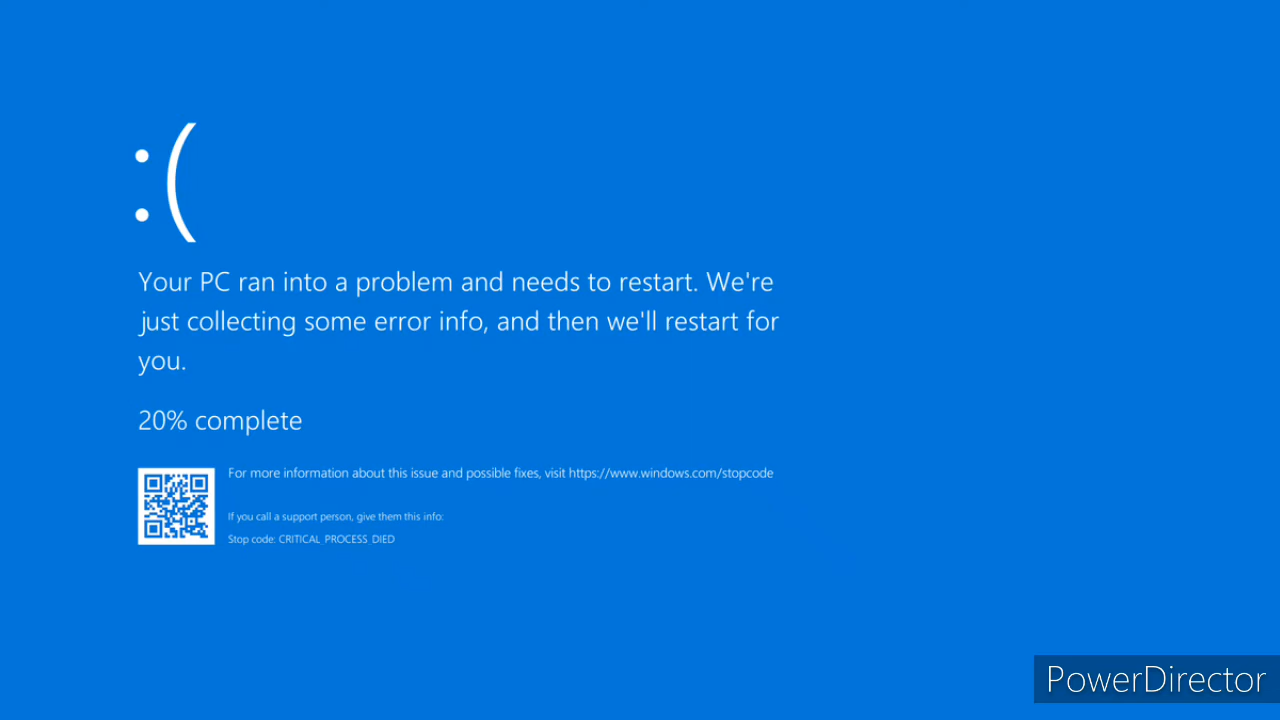 :(
Your PC ran into a problem and needs to restart. We're
just collecting some error info, and then we'll restart for
you.
20% complete
For more information about this issue and possible fixes, visit https://www.windows.com/stopcode
If you call a support person, give them this info:
Stop code: CRITICAL_PROCESS_DIED
PowerDirector